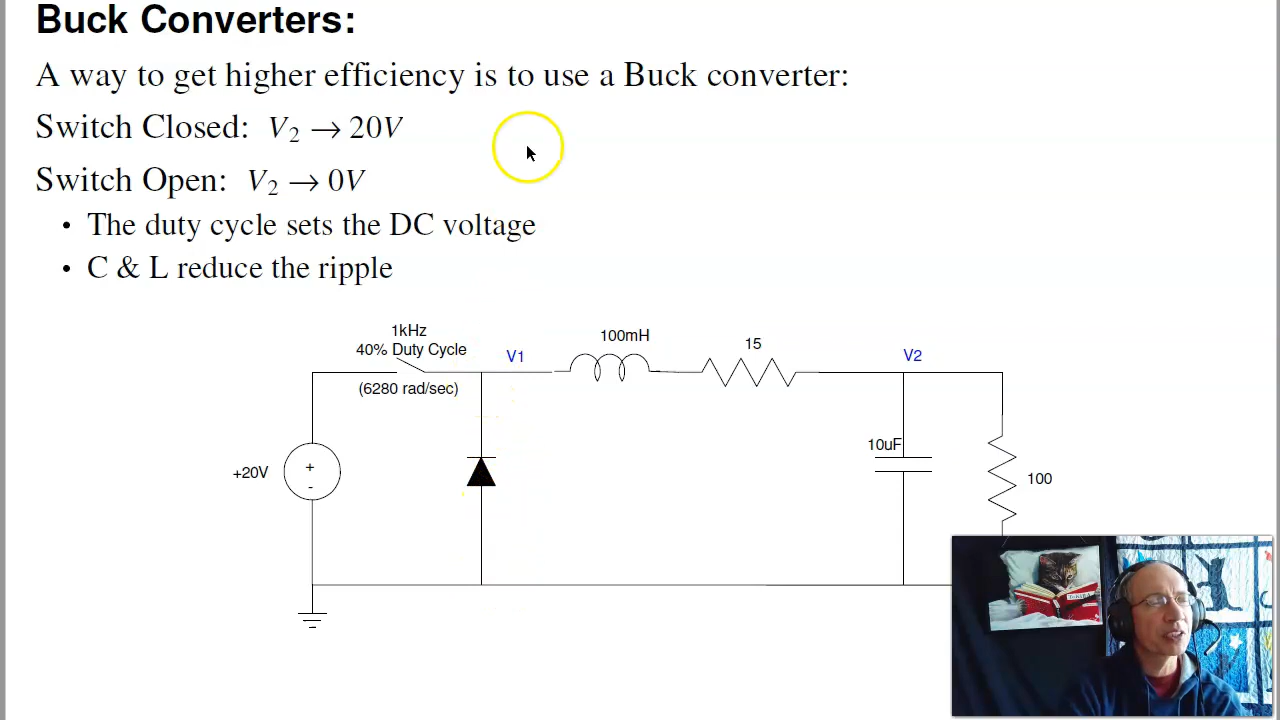 Buck Converters:
A way to get higher efficiency is to use a Buck converter:
Switch Closed: V₂ → 20V
Switch Open: V₂ → 0V
• The duty cycle sets the DC voltage
• C & L reduce the ripple
1kHz
40% Duty Cycle
(6280 rad/sec)
V1
100mH
15
V2
10uF
+20V
+
-
100